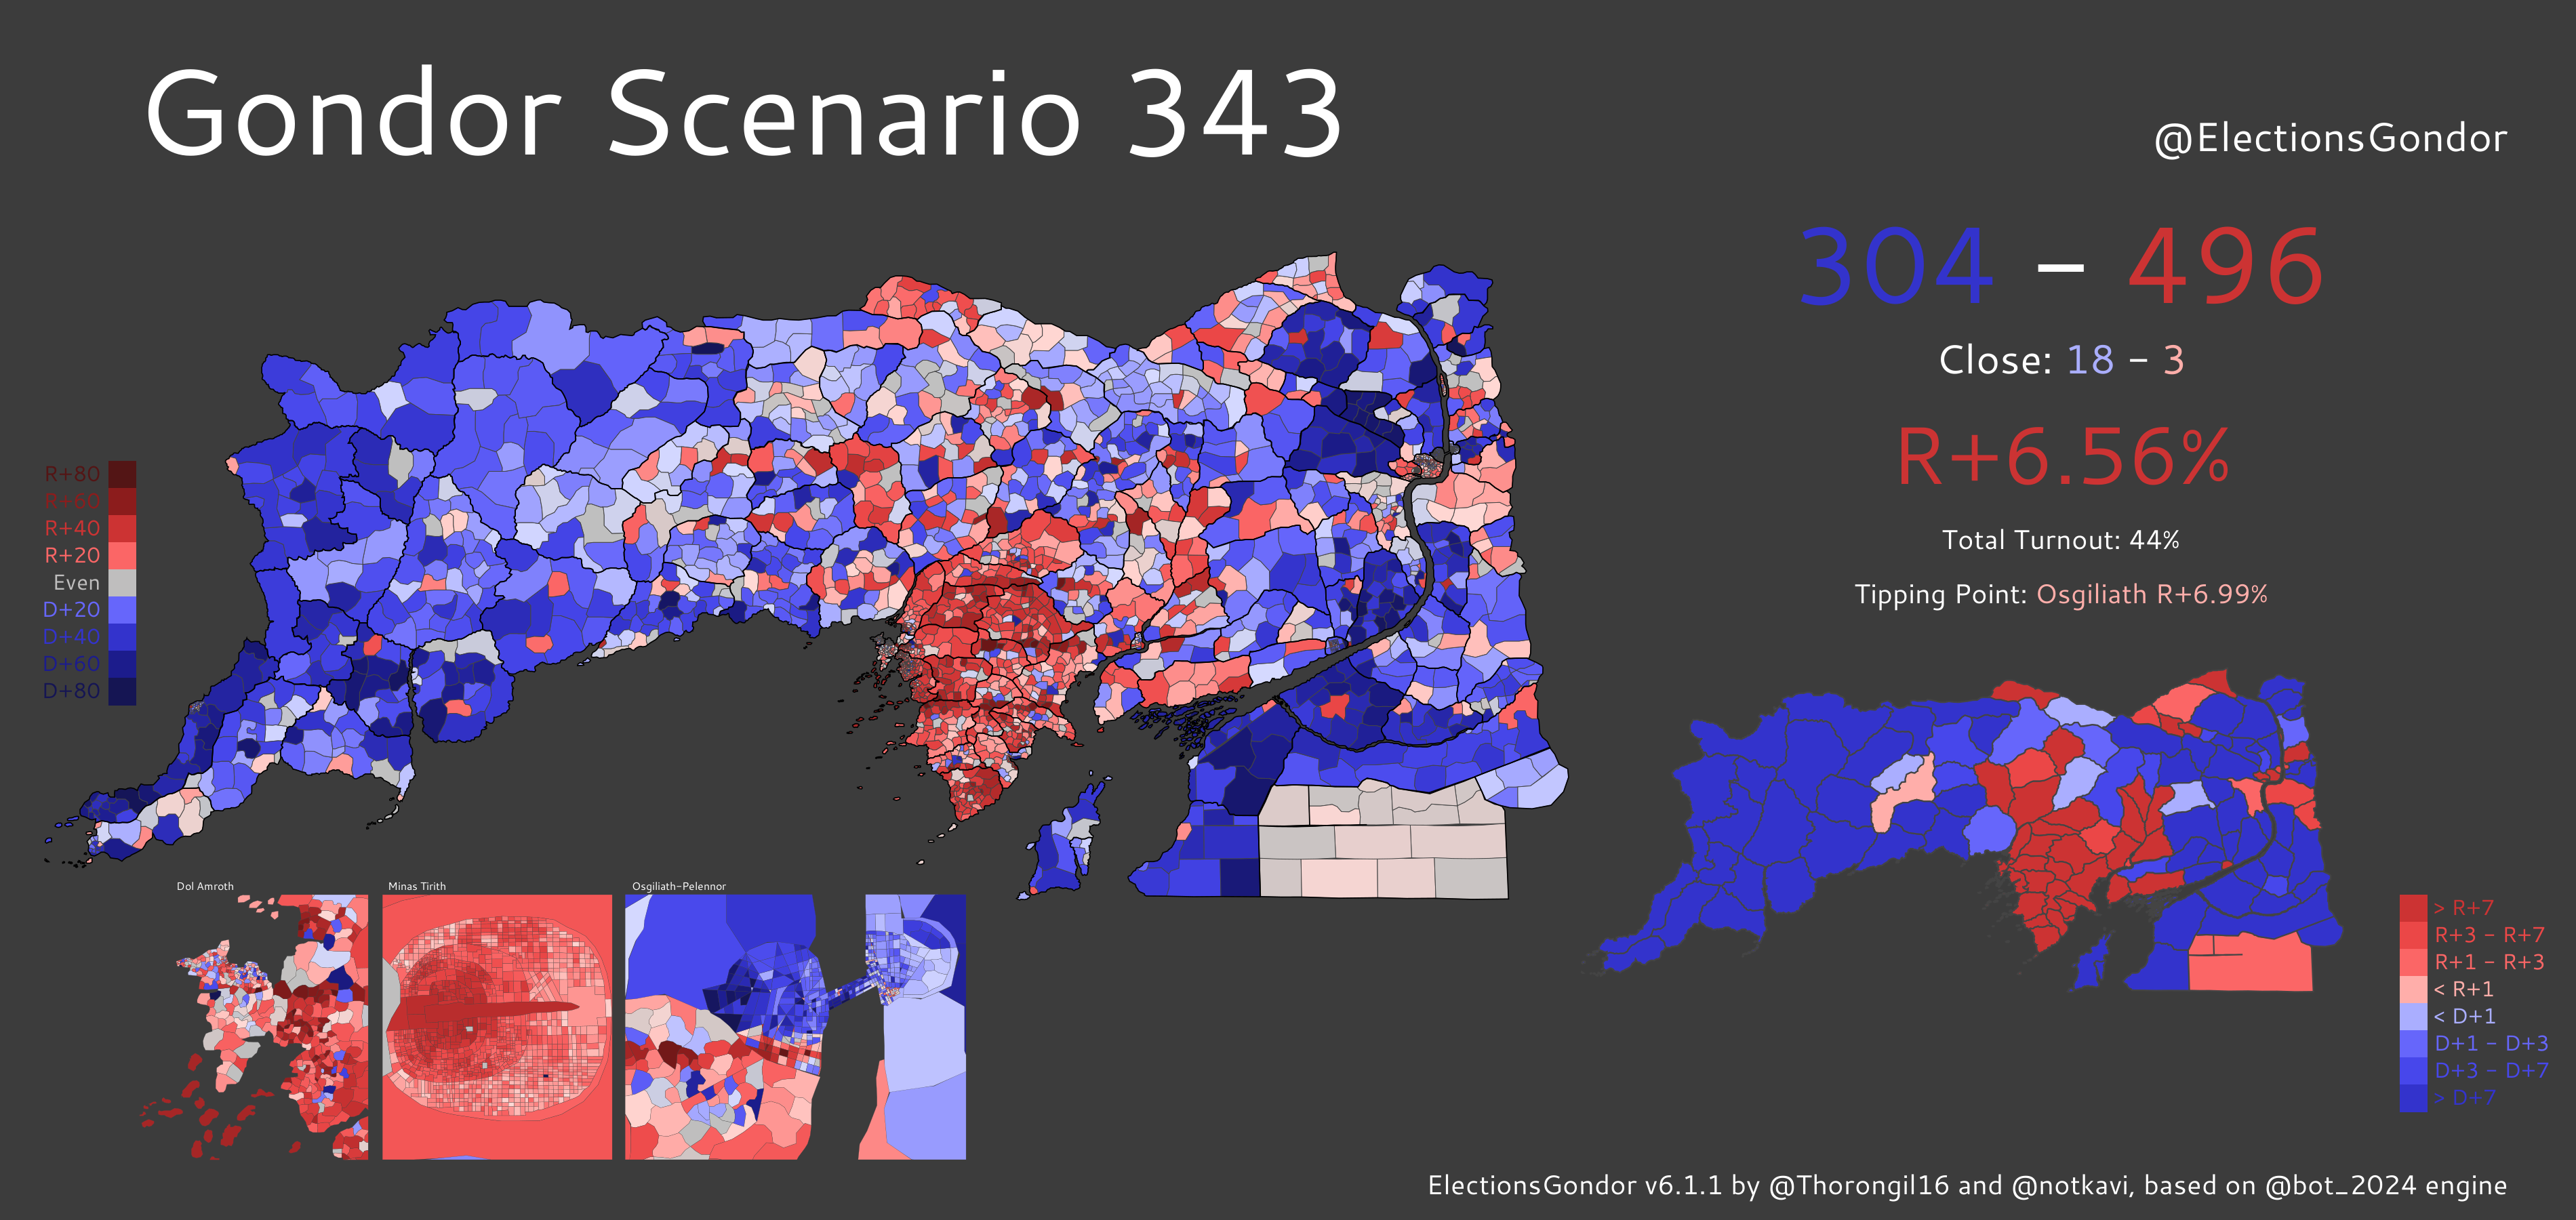 Gondor Scenario 343
@ElectionsGondor
304 – 496
Close: 18 - 3
R+6.56%
Total Turnout: 44%
Tipping Point: Osgiliath R+6.99%
R+80
R+60
R+40
R+20
Even
D+20
D+40
D+60
D+80
Dol Amroth
Minas Tirith
Osgiliath-Pelennor
> R+7
R+3 - R+7
R+1 - R+3
< R+1
< D+1
D+1 - D+3
D+3 - D+7
> D+7
ElectionsGondor v6.1.1 by @Thorongil16 and @notkavi, based on @bot_2024 engine